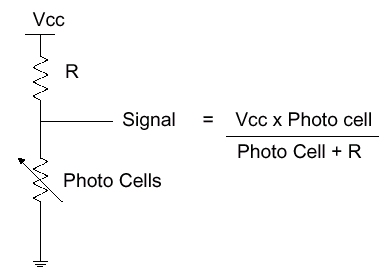 Vcc
R
Signal = Vcc x Photo cell
Photo Cell + R
Photo Cells